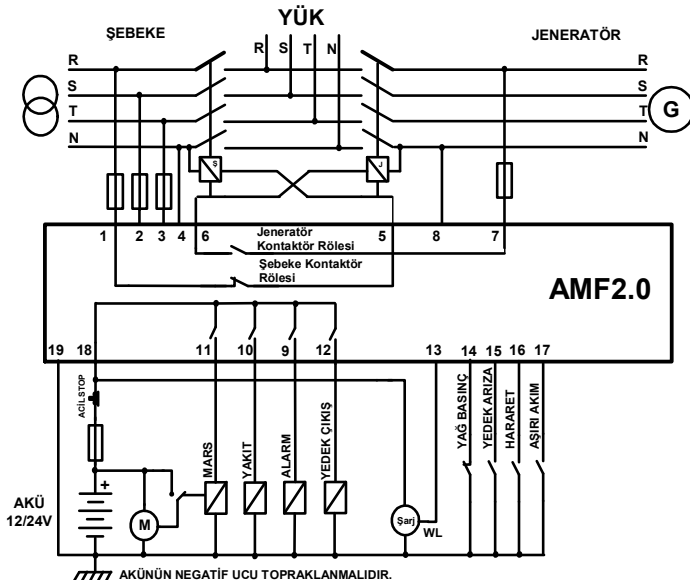 YÜK
ŞEBEKE
JENERATÖR
R S T N
R
S
T
N
R
S
T
N
G
Ş
J
1 2 3 4 6 5 8 7
Jeneratör
Kontaktör Rölesi
Şebeke Kontaktör
Rölesi
AMF2.0
19 18 11 10 9 12 13 14 15 16 17
ACİL STOP
MARS
YAKIT
ALARM
YEDEK ÇIKIŞ
YAĞ BASINÇ
YEDEK ARIZA
HARARET
AŞIRI AKIM
+
AKÜ
12/24V
M
Şarj
WL
AKÜNÜN NEGATİF UCU TOPRAKLANMALIDIR.